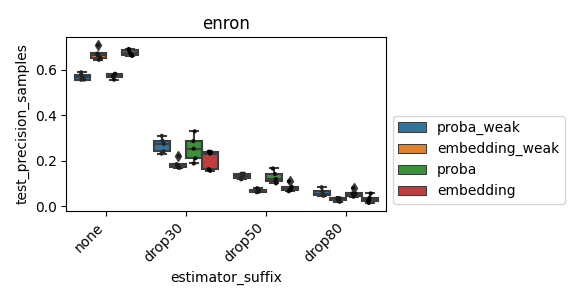 enron
test_precision_samples
0.6
0.4
0.2
0.0
none
drop30
drop50
drop80
estimator_suffix
proba_weak
embedding_weak
proba
embedding